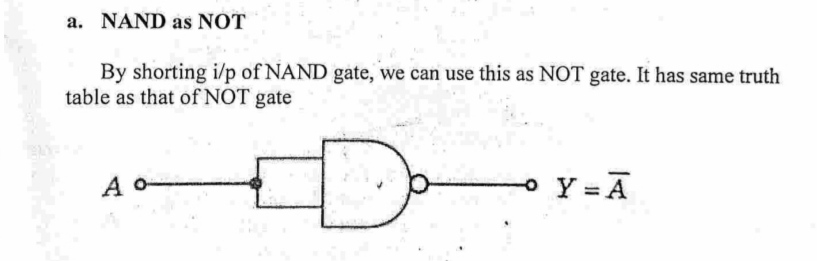 a. NAND as NOT
By shorting i/p of NAND gate, we can use this as NOT gate. It has same truth
table as that of NOT gate
A Y = A̅